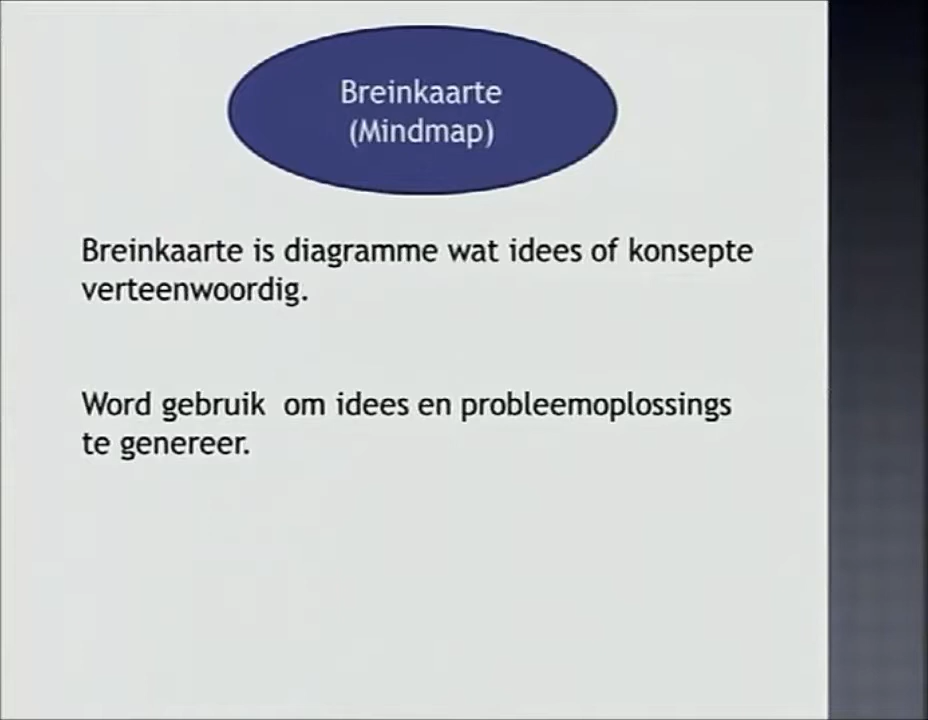 Breinkaarte
(Mindmap)
Breinkaarte is diagramme wat idees of konsepte
verteenwoordig.
Word gebruik  om idees en probleemoplossings
te genereer.